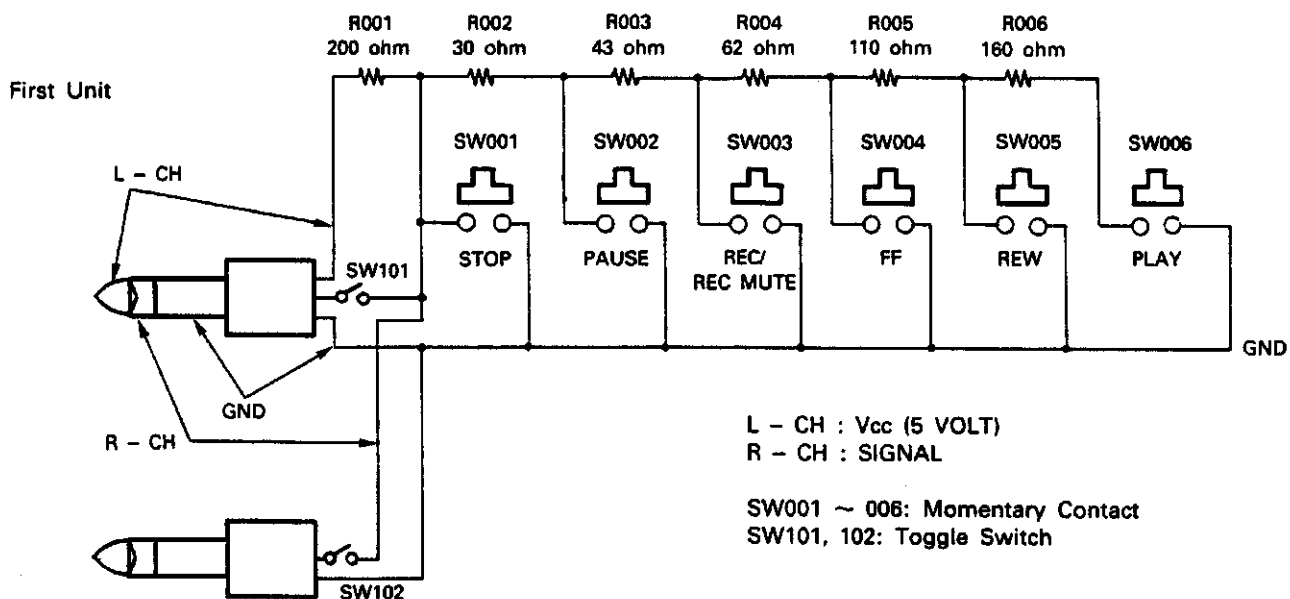 R001 R002 R003 R004 R005 R006
200 ohm 30 ohm 43 ohm 62 ohm 110 ohm 160 ohm
First Unit
SW001 SW002 SW003 SW004 SW005 SW006
L – CH
STOP PAUSE REC/ FF REW PLAY
REC MUTE
SW101
GND
GND
R – CH
L – CH : Vcc (5 VOLT)
R – CH : SIGNAL
SW001 ~ 006: Momentary Contact
SW101, 102: Toggle Switch
SW102